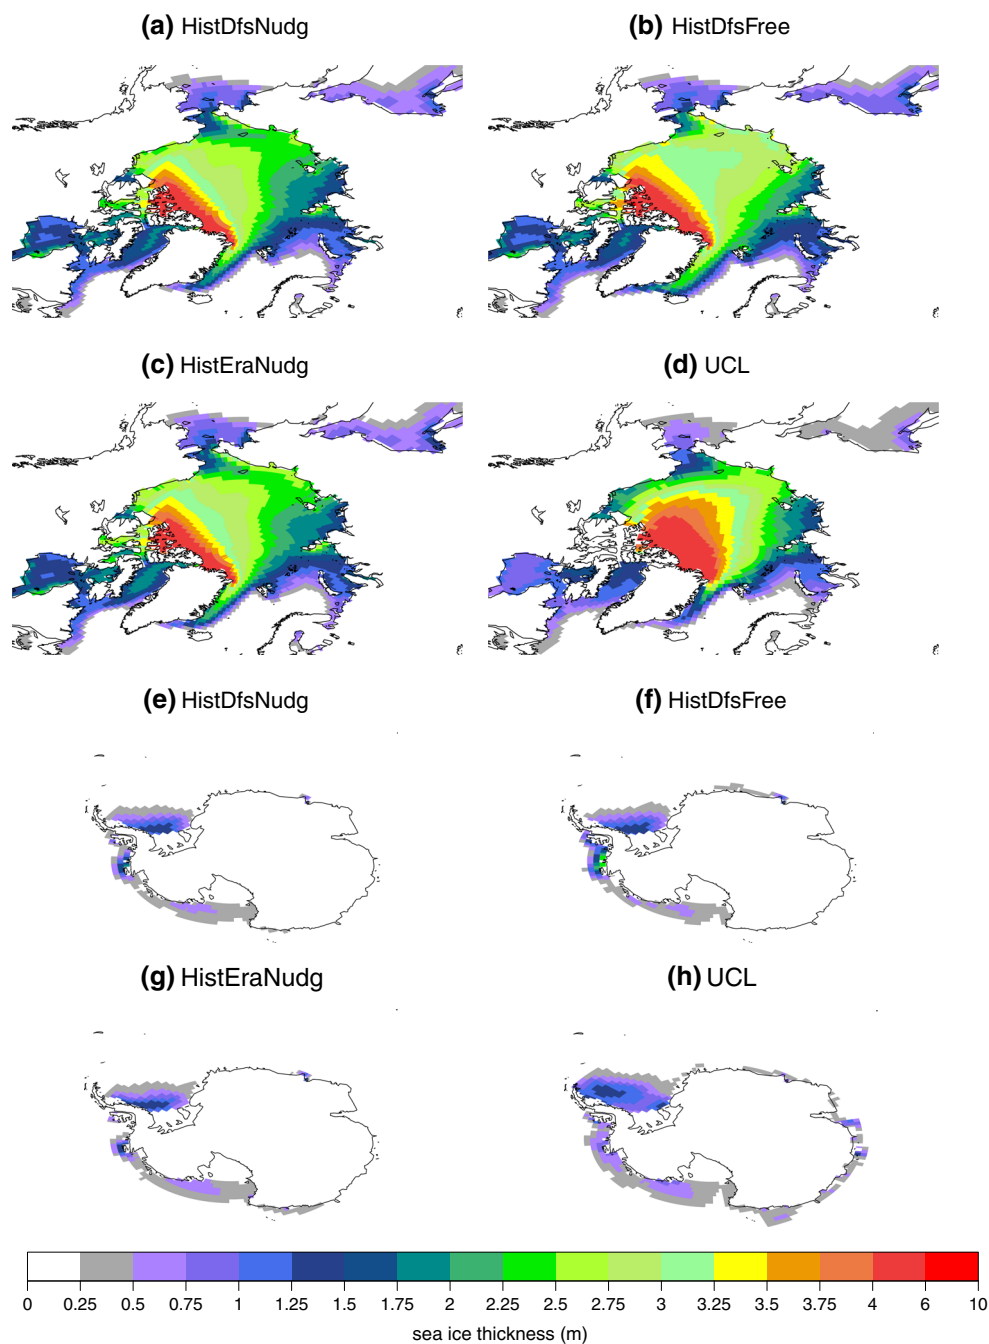 (a) HistDfsNudg
(b) HistDfsFree
(c) HistEraNudg
(d) UCL
(e) HistDfsNudg
(f) HistDfsFree
(g) HistEraNudg
(h) UCL
0 0.25 0.5 0.75 1 1.25 1.5 1.75 2 2.25 2.5 2.75 3 3.25 3.5 3.75 4 6 10
sea ice thickness (m)